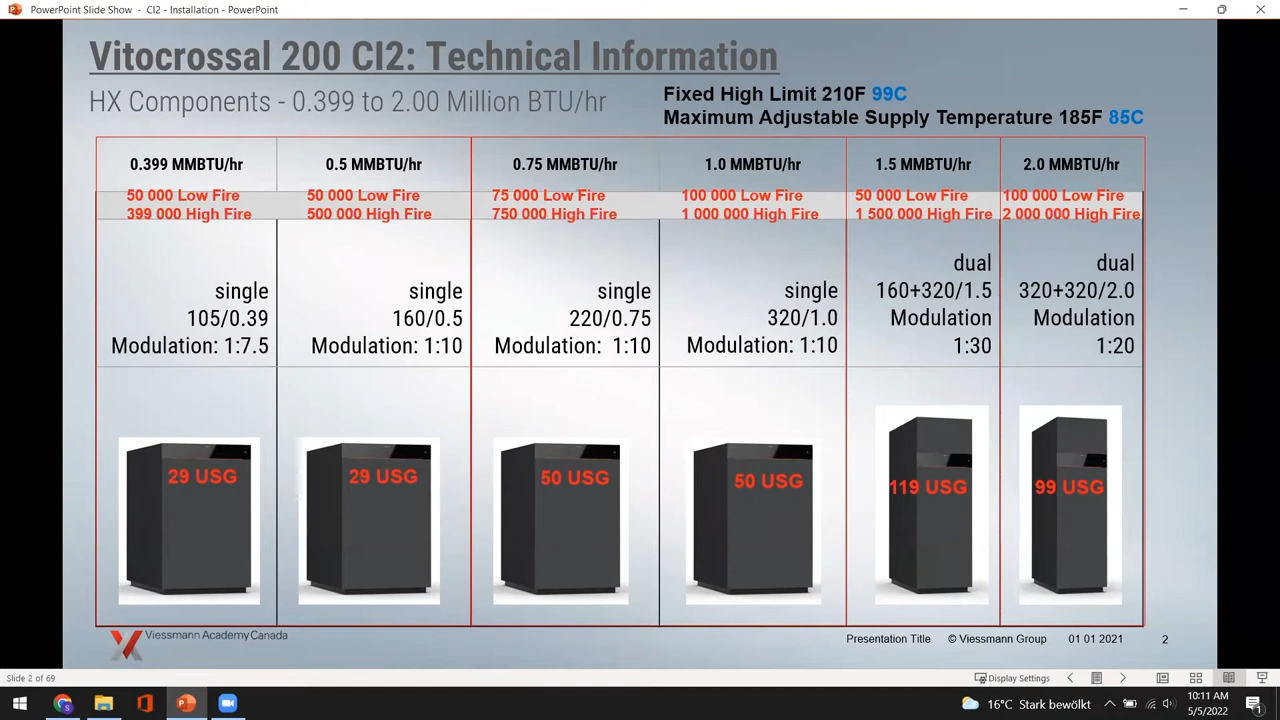 PowerPoint Slide Show - CI2 - Installation - PowerPoint
Vitocrossal 200 CI2: Technical Information
HX Components - 0.399 to 2.00 Million BTU/hr
Fixed High Limit 210F 99C
Maximum Adjustable Supply Temperature 185F 85C
0.399 MMBTU/hr
0.5 MMBTU/hr
0.75 MMBTU/hr
1.0 MMBTU/hr
1.5 MMBTU/hr
2.0 MMBTU/hr
50 000 Low Fire
399 000 High Fire
50 000 Low Fire
500 000 High Fire
75 000 Low Fire
750 000 High Fire
100 000 Low Fire
1 000 000 High Fire
50 000 Low Fire
1 500 000 High Fire
100 000 Low Fire
2 000 000 High Fire
single
105/0.39
Modulation: 1:7.5
single
160/0.5
Modulation: 1:10
single
220/0.75
Modulation: 1:10
single
320/1.0
Modulation: 1:10
dual
160+320/1.5
Modulation
1:30
dual
320+320/2.0
Modulation
1:20
29 USG
29 USG
50 USG
50 USG
119 USG
99 USG
Viessmann Academy Canada
Presentation Title
© Viessmann Group
01 01 2021
2
Slide 2 of 69
Display Settings
16°C Stark bewölkt
10:11 AM
5/5/2022
1